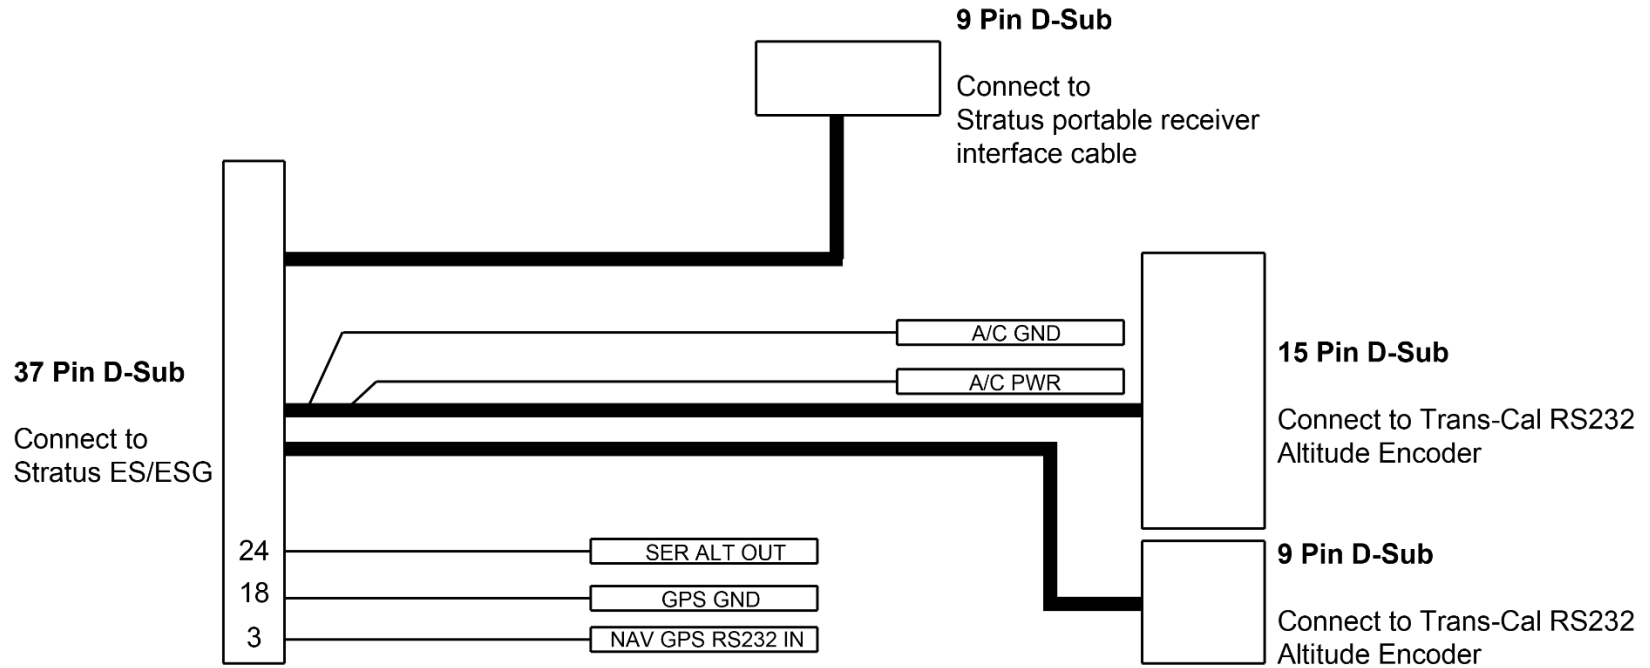 9 Pin D-Sub
Connect to
Stratus portable receiver
interface cable
A/C GND
A/C PWR
37 Pin D-Sub
Connect to
Stratus ES/ESG
15 Pin D-Sub
Connect to Trans-Cal RS232
Altitude Encoder
24
SER ALT OUT
18
GPS GND
3
NAV GPS RS232 IN
9 Pin D-Sub
Connect to Trans-Cal RS232
Altitude Encoder